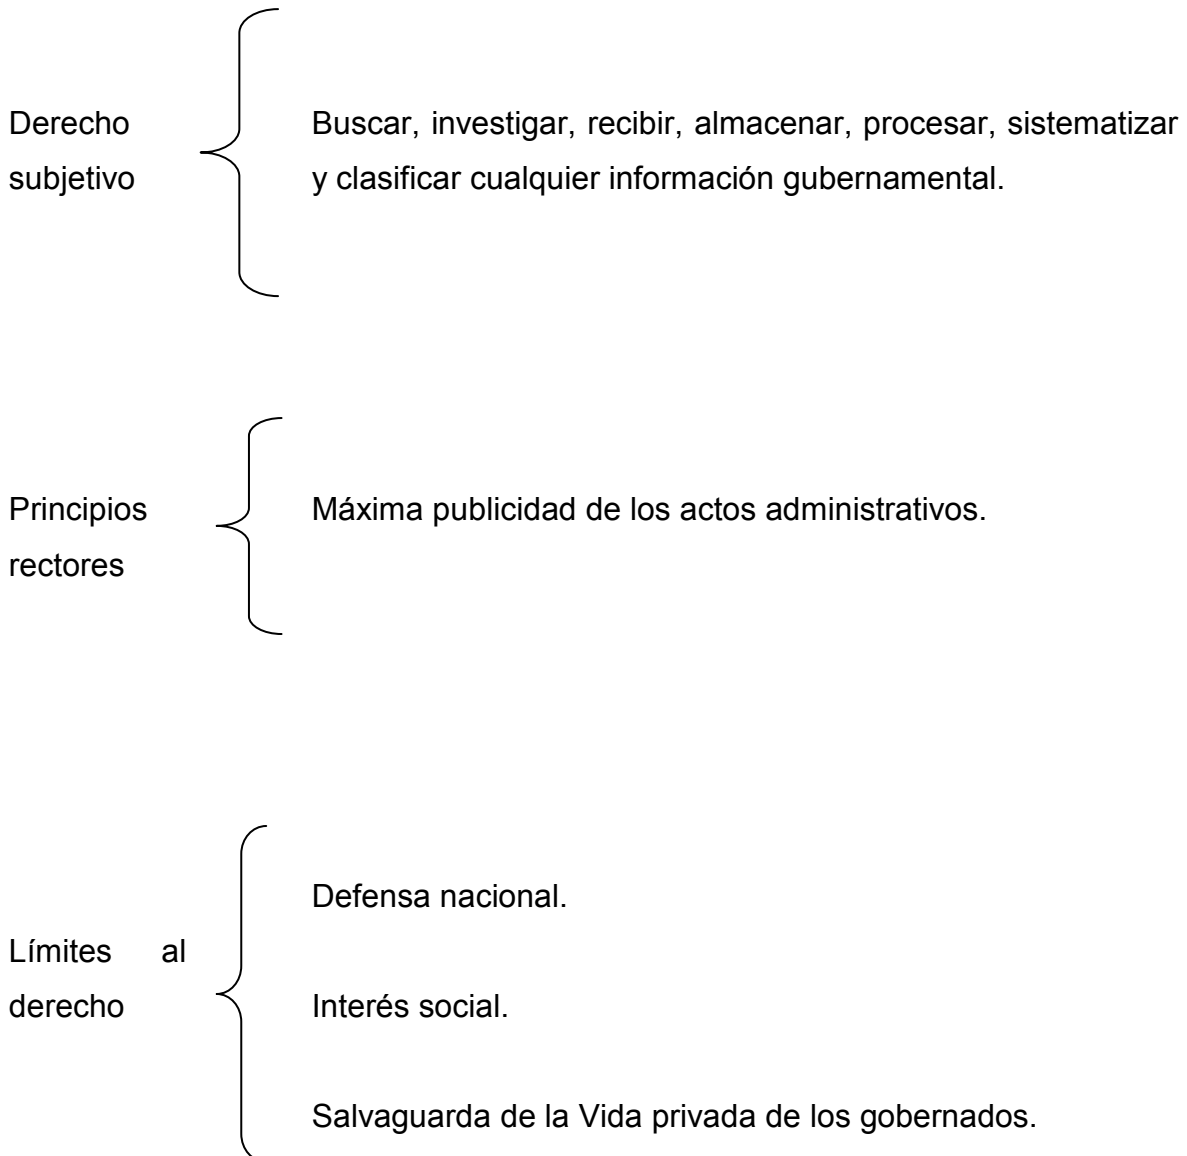 Derecho
subjetivo
Buscar, investigar, recibir, almacenar, procesar, sistematizar
y clasificar cualquier información gubernamental.
Principios
rectores
Máxima publicidad de los actos administrativos.
Límites al
derecho
Defensa nacional.
Interés social.
Salvaguarda de la Vida privada de los gobernados.